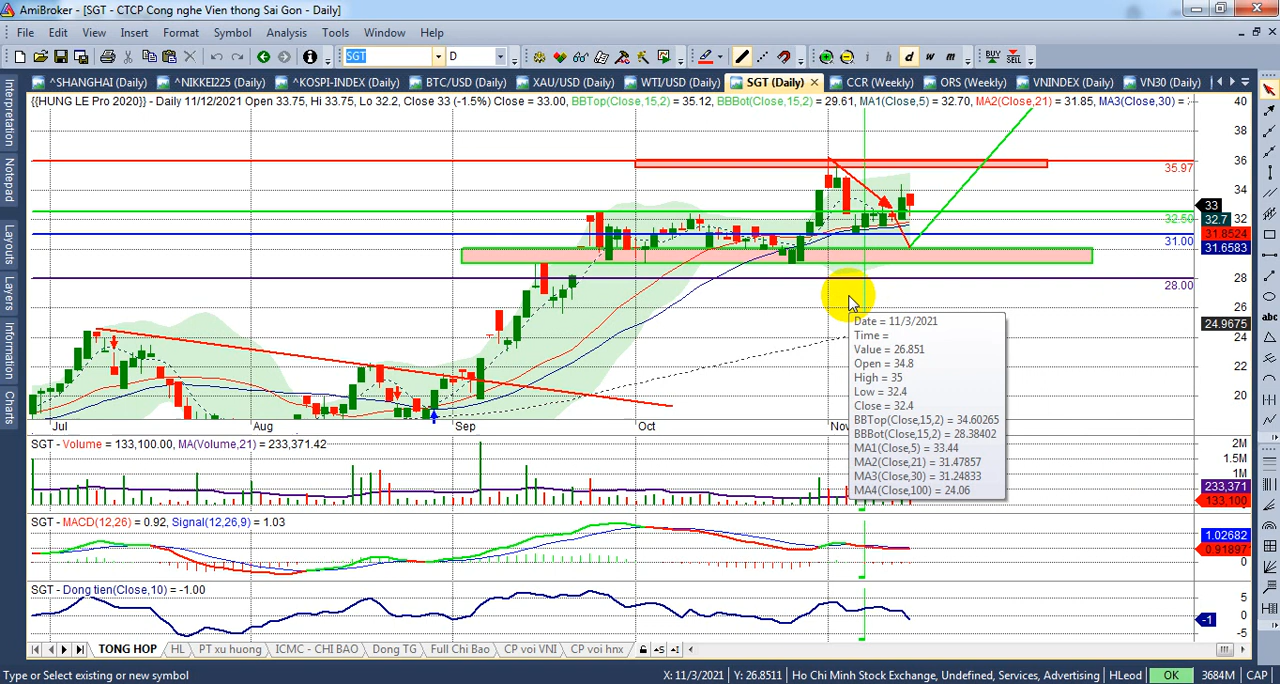 AmiBroker - [SGT - CTCP Cong nghe Vien thong Sai Gon - Daily]
File Edit View Insert Format Symbol Analysis Tools Window Help
SGT D i h d w m BUY SELL
^SHANGHAI (Daily) ^NIKKEI225 (Daily) ^KOSPI-INDEX (Daily) BTC/USD (Daily) XAU/USD (Daily) WTI/USD (Daily) SGT (Daily) CCR (Weekly) ORS (Weekly) VNINDEX (Daily) VN30 (Daily)
Interpretation
Notepad
Layouts
Layers
Information
Charts
{{HUNG LE Pro 2020}} - Daily 11/12/2021 Open 33.75, Hi 33.75, Lo 32.2, Close 33 (-1.5%) Close = 33.00, BBTop(Close,15,2) = 35.12, BBBot(Close,15,2) = 29.61, MA1(Close,5) = 32.70, MA2(Close,21) = 31.85, MA3(Close,30) =
40
38
36
35.97
34
33
32.7
32
32.50
31.8524
31.00
31.6583
28
28.00
26
24.9675
24
22
20
Jul Aug Sep Oct Nov
Date = 11/3/2021
Time =
Value = 26.851
Open = 34.8
High = 35
Low = 32.4
Close = 32.4
BBTop(Close,15,2) = 34.60265
BBBot(Close,15,2) = 28.38402
MA1(Close,5) = 33.44
MA2(Close,21) = 31.47857
MA3(Close,30) = 31.24833
MA4(Close,100) = 24.06
SGT - Volume = 133,100.00, MA(Volume,21) = 233,371.42
2M
1.5M
1M
233,371
133,100
SGT - MACD(12,26) = 0.92, Signal(12,26,9) = 1.03
1.02682
0.91897
0
SGT - Dong tien(Close,10) = -1.00
5
0
-1
-5
TONG HOP HL PT xu huong ICMC - CHI BAO Dong TG Full Chi Bao CP voi VNI CP voi hnx
abc
Type or Select existing or new symbol X: 11/3/2021 Y: 26.8511 Ho Chi Minh Stock Exchange, Undefined, Services, Advertising HLeod OK 3684M CAP